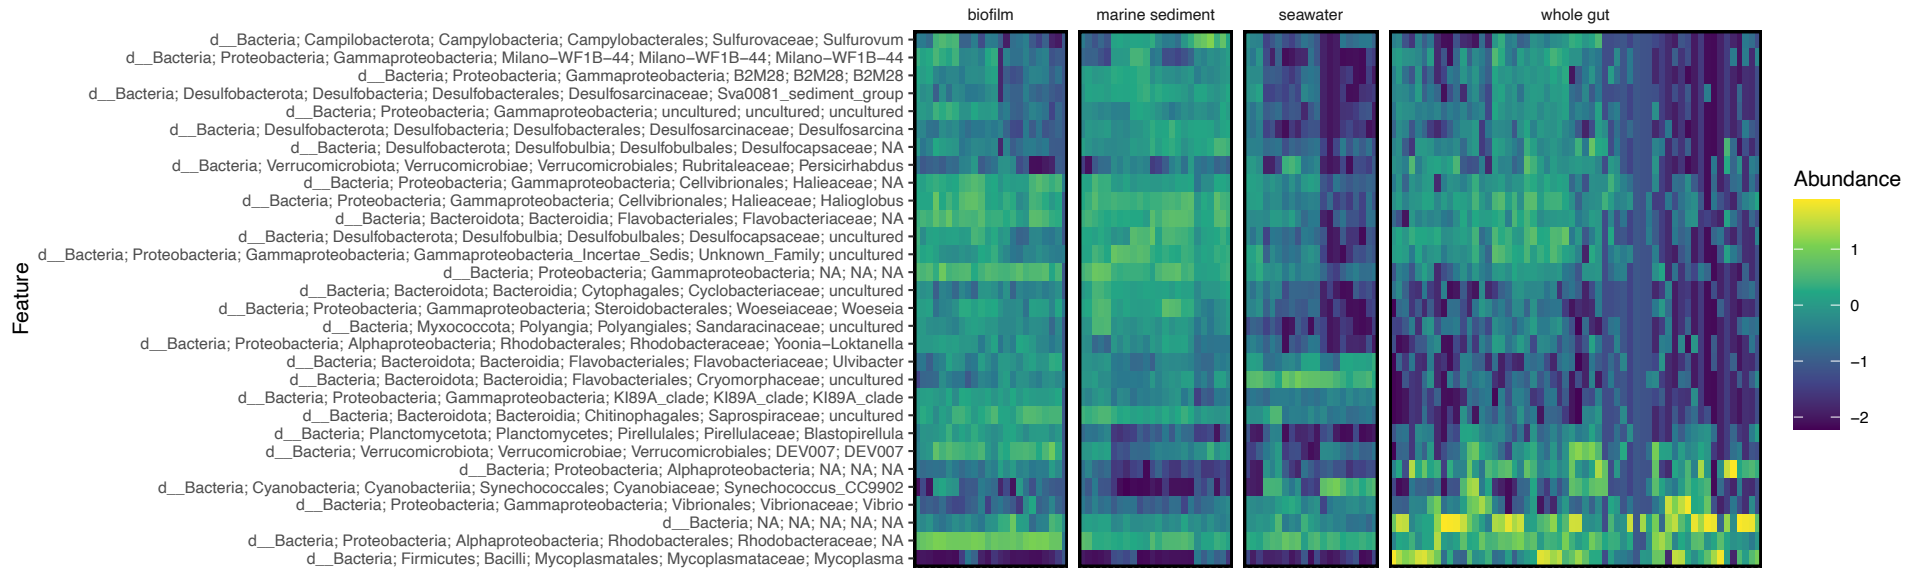 biofilm marine sediment seawater whole gut
d__Bacteria; Campilobacterota; Campylobacteria; Campylobacterales; Sulfurovaceae; Sulfurovum
d__Bacteria; Proteobacteria; Gammaproteobacteria; Milano−WF1B−44; Milano−WF1B−44; Milano−WF1B−44
d__Bacteria; Proteobacteria; Gammaproteobacteria; B2M28; B2M28; B2M28
d__Bacteria; Desulfobacterota; Desulfobacteria; Desulfobacterales; Desulfosarcinaceae; Sva0081_sediment_group
d__Bacteria; Proteobacteria; Gammaproteobacteria; uncultured; uncultured; uncultured
d__Bacteria; Desulfobacterota; Desulfobacteria; Desulfobacterales; Desulfosarcinaceae; Desulfosarcina
d__Bacteria; Desulfobacterota; Desulfobulbia; Desulfobulbales; Desulfocapsaceae; NA
d__Bacteria; Verrucomicrobiota; Verrucomicrobiae; Verrucomicrobiales; Rubritaleaceae; Persicirhabdus
d__Bacteria; Proteobacteria; Gammaproteobacteria; Cellvibrionales; Halieaceae; NA
d__Bacteria; Proteobacteria; Gammaproteobacteria; Cellvibrionales; Halieaceae; Halioglobus
d__Bacteria; Bacteroidota; Bacteroidia; Flavobacteriales; Flavobacteriaceae; NA
d__Bacteria; Desulfobacterota; Desulfobulbia; Desulfobulbales; Desulfocapsaceae; uncultured
d__Bacteria; Proteobacteria; Gammaproteobacteria; Gammaproteobacteria_Incertae_Sedis; Unknown_Family; uncultured
d__Bacteria; Proteobacteria; Gammaproteobacteria; NA; NA; NA
d__Bacteria; Bacteroidota; Bacteroidia; Cytophagales; Cyclobacteriaceae; uncultured
d__Bacteria; Proteobacteria; Gammaproteobacteria; Steroidobacterales; Woeseiaceae; Woeseia
d__Bacteria; Myxococcota; Polyangia; Polyangiales; Sandaracinaceae; uncultured
d__Bacteria; Proteobacteria; Alphaproteobacteria; Rhodobacterales; Rhodobacteraceae; Yoonia−Loktanella
d__Bacteria; Bacteroidota; Bacteroidia; Flavobacteriales; Flavobacteriaceae; Ulvibacter
d__Bacteria; Bacteroidota; Bacteroidia; Flavobacteriales; Cryomorphaceae; uncultured
d__Bacteria; Proteobacteria; Gammaproteobacteria; KI89A_clade; KI89A_clade; KI89A_clade
d__Bacteria; Bacteroidota; Bacteroidia; Chitinophagales; Saprospiraceae; uncultured
d__Bacteria; Planctomycetota; Planctomycetes; Pirellulales; Pirellulaceae; Blastopirellula
d__Bacteria; Verrucomicrobiota; Verrucomicrobiae; Verrucomicrobiales; DEV007; DEV007
d__Bacteria; Proteobacteria; Alphaproteobacteria; NA; NA; NA
d__Bacteria; Cyanobacteria; Cyanobacteriia; Synechococcales; Cyanobiaceae; Synechococcus_CC9902
d__Bacteria; Proteobacteria; Gammaproteobacteria; Vibrionales; Vibrionaceae; Vibrio
d__Bacteria; NA; NA; NA; NA; NA
d__Bacteria; Proteobacteria; Alphaproteobacteria; Rhodobacterales; Rhodobacteraceae; NA
d__Bacteria; Firmicutes; Bacilli; Mycoplasmatales; Mycoplasmataceae; Mycoplasma
Feature
Abundance
1
0
−1
−2